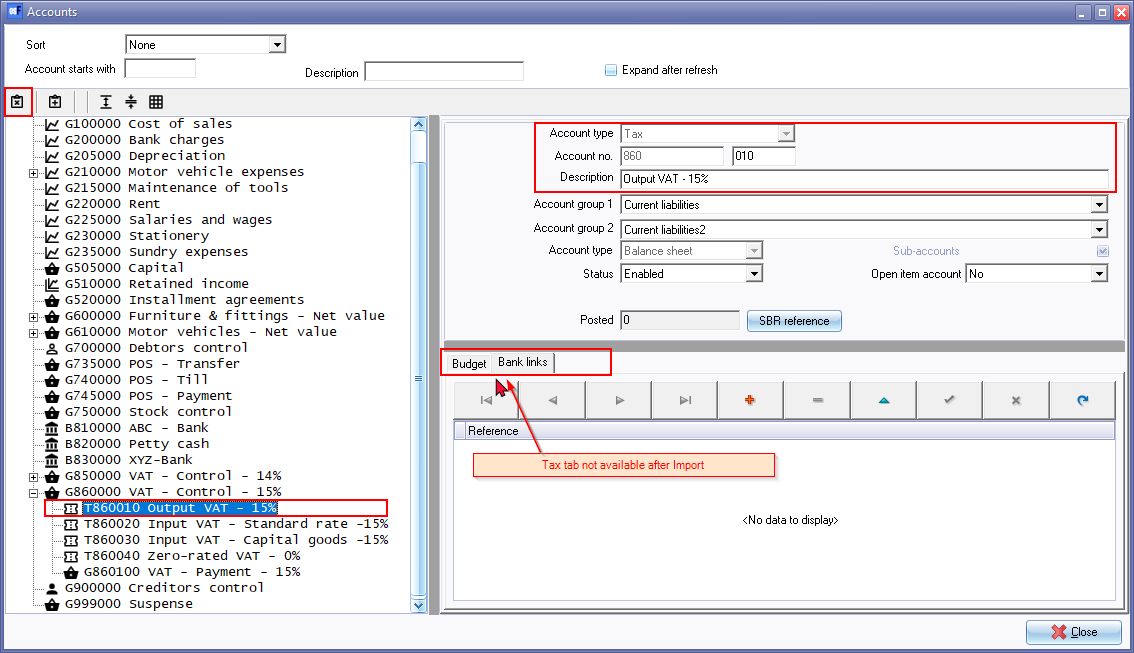 Accounts
Sort
None
Account starts with
Description
Expand after refresh
G100000 Cost of sales
G200000 Bank charges
G205000 Depreciation
G210000 Motor vehicle expenses
G215000 Maintenance of tools
G220000 Rent
G225000 Salaries and wages
G230000 Stationery
G235000 Sundry expenses
G505000 Capital
G510000 Retained income
G520000 Installment agreements
G600000 Furniture & fittings - Net value
G610000 Motor vehicles - Net value
G700000 Debtors control
G735000 POS - Transfer
G740000 POS - Till
G745000 POS - Payment
G750000 Stock control
B810000 ABC - Bank
B820000 Petty cash
B830000 XYZ-Bank
G850000 VAT - Control - 14%
G860000 VAT - Control - 15%
T860010 Output VAT - 15%
T860020 Input VAT - Standard rate -15%
T860030 Input VAT - Capital goods -15%
T860040 Zero-rated VAT - 0%
G860100 VAT - Payment - 15%
G900000 Creditors control
G999000 Suspense
Account type Tax
Account no. 860 010
Description Output VAT - 15%
Account group 1 Current liabilities
Account group 2 Current liabilities2
Account type Balance sheet Sub-accounts
Status Enabled Open item account No
Posted 0 SBR reference
Budget Bank links
Reference
Tax tab not available after Import
<No data to display>
Close